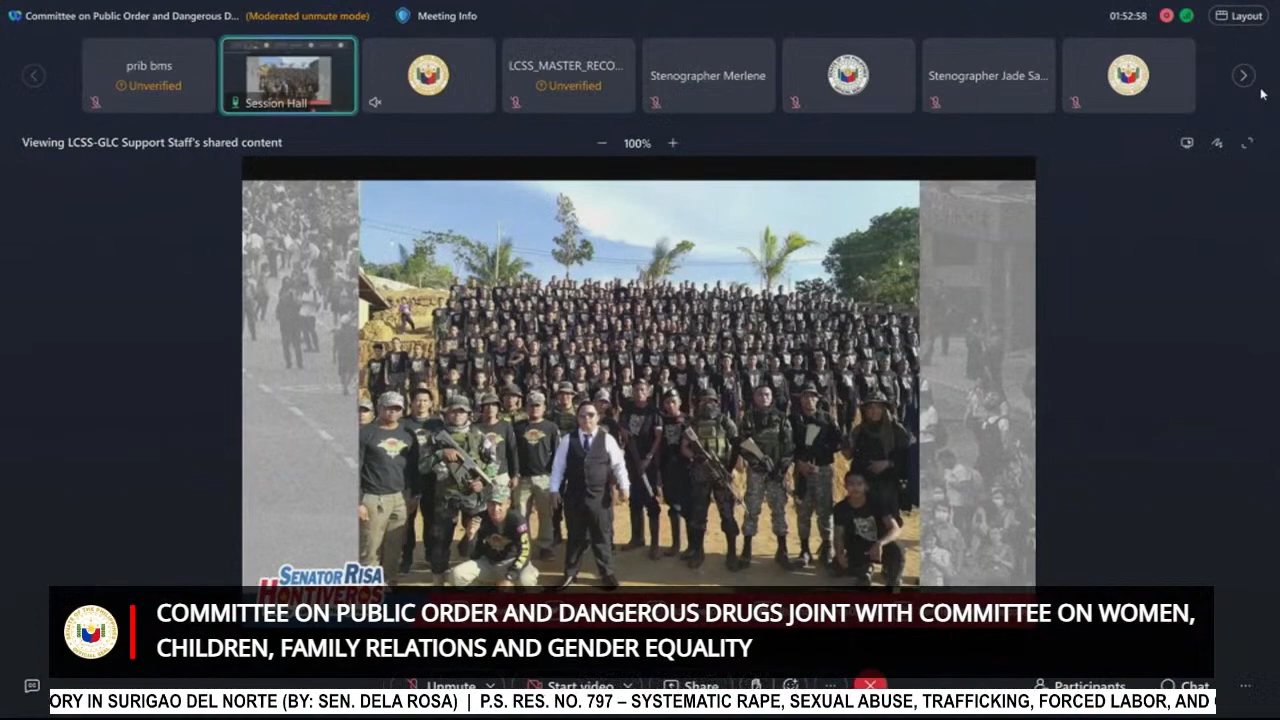 Committee on Public Order and Dangerous D...
(Moderated unmute mode)
Meeting Info
01:52:58
Layout
prib bms
Unverified
Session Hall
LCSS_MASTER_RECO...
Unverified
Stenographer Merlene
Stenographer Jade Sa...
Viewing LCSS-GLC Support Staff's shared content
100%
SENATOR RISA
HONTIVEROS
COMMITTEE ON PUBLIC ORDER AND DANGEROUS DRUGS JOINT WITH COMMITTEE ON WOMEN,
CHILDREN, FAMILY RELATIONS AND GENDER EQUALITY
Unmute
Start video
Share
Participants
Chat
ORY IN SURIGAO DEL NORTE (BY: SEN. DELA ROSA) | P.S. RES. NO. 797 – SYSTEMATIC RAPE, SEXUAL ABUSE, TRAFFICKING, FORCED LABOR, AND